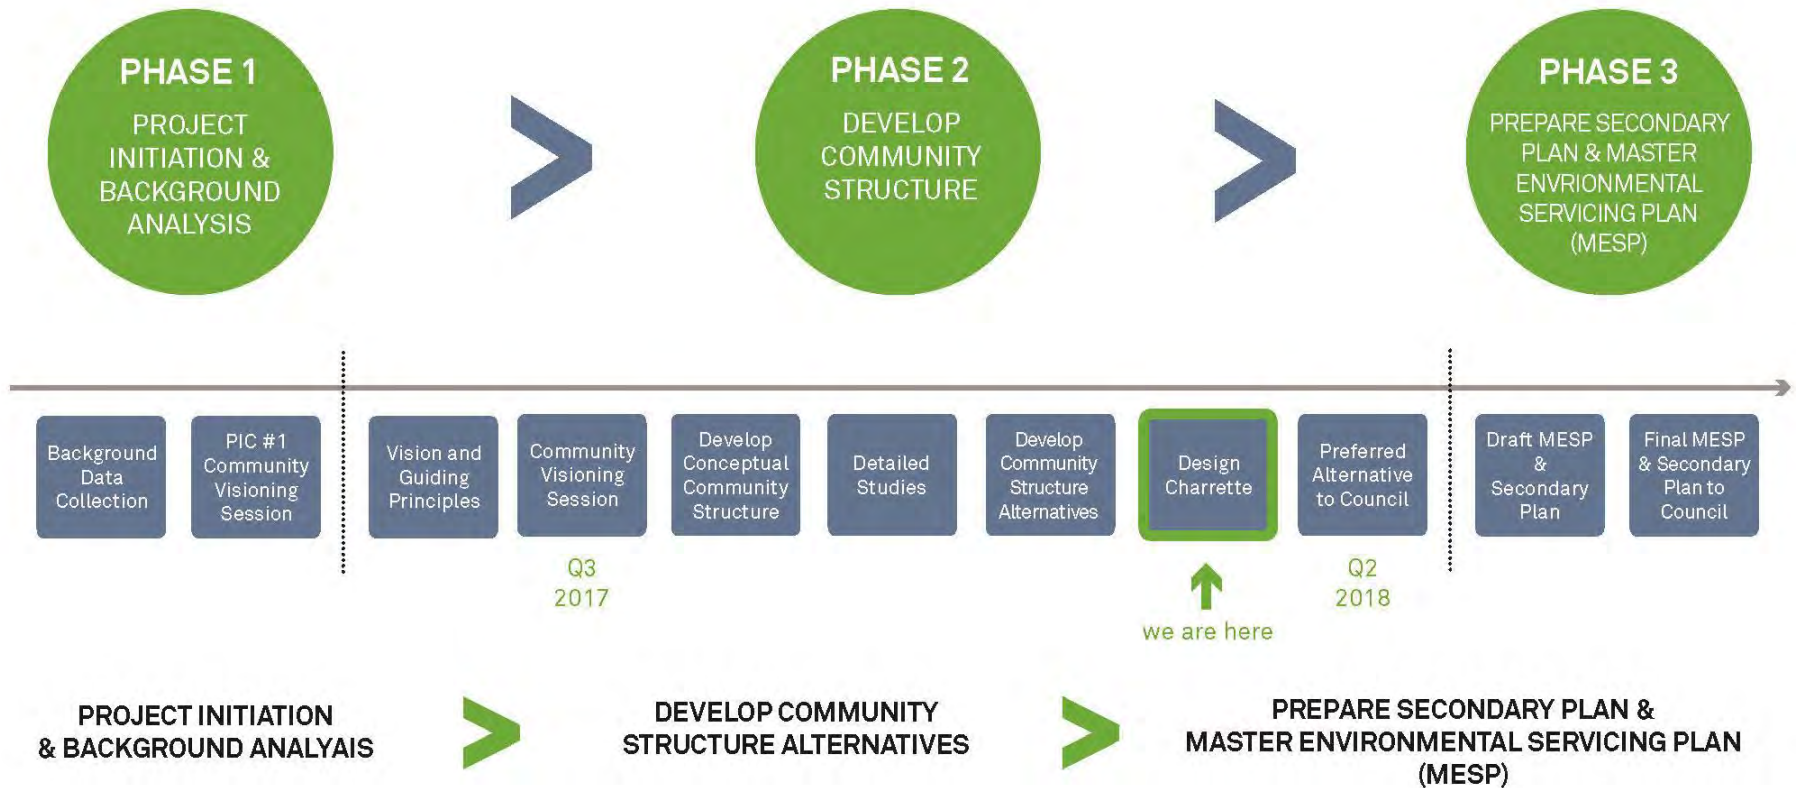 PHASE 1
PROJECT
INITIATION &
BACKGROUND
ANALYSIS
PHASE 2
DEVELOP
COMMUNITY
STRUCTURE
PHASE 3
PREPARE SECONDARY
PLAN & MASTER
ENVRIONMENTAL
SERVICING PLAN
(MESP)
Background
Data
Collection
PIC #1
Community
Visioning
Session
Vision and
Guiding
Principles
Community
Visioning
Session
Develop
Conceptual
Community
Structure
Detailed
Studies
Develop
Community
Structure
Alternatives
Design
Charrette
Preferred
Alternative
to Council
Draft MESP
&
Secondary
Plan
Final MESP
& Secondary
Plan to
Council
Q3
2017
we are here
Q2
2018
PROJECT INITIATION
& BACKGROUND ANALYAIS
DEVELOP COMMUNITY
STRUCTURE ALTERNATIVES
PREPARE SECONDARY PLAN &
MASTER ENVIRONMENTAL SERVICING PLAN
(MESP)